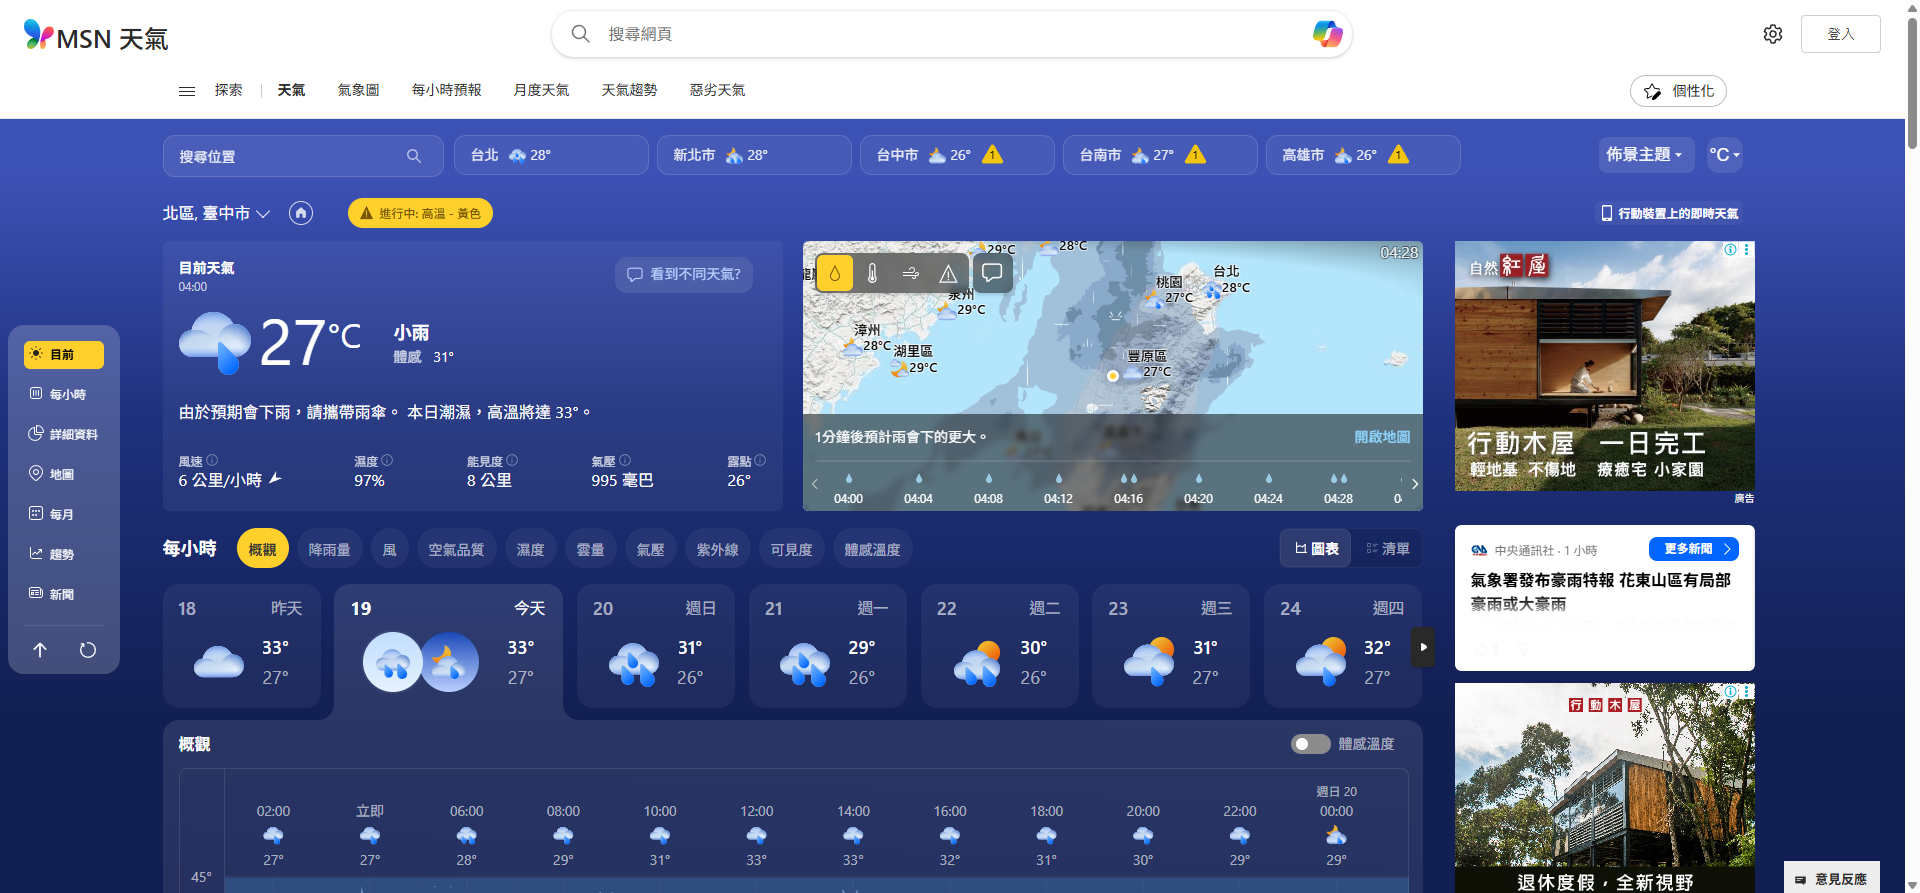 MSN 天氣
搜尋網頁
登入
探索
天氣
氣象圖
每小時預報
月度天氣
天氣趨勢
惡劣天氣
個性化
搜尋位置
台北 28°
新北市 28°
台中市 26° 1
台南市 27° 1
高雄市 26° 1
佈景主題
°C
北區, 臺中市
進行中: 高溫 - 黃色
行動裝置上的即時天氣
目前
每小時
詳細資料
地圖
每月
趨勢
新聞
目前天氣
04:00
看到不同天氣?
27°C
小雨
體感 31°
由於預期會下雨，請攜帶雨傘。 本日潮濕，高溫將達 33°。
風速
6 公里/小時
濕度
97%
能見度
8 公里
氣壓
995 毫巴
露點
26°
04:28
29°C
28°C
台北
28°C
桃園
27°C
泉州
29°C
漳州
28°C
湖里區
29°C
豐原區
27°C
1分鐘後預計雨會下的更大。
開啟地圖
04:00
04:04
04:08
04:12
04:16
04:20
04:24
04:28
自然 紅屋
行動木屋 一日完工
輕地基 不傷地 療癒宅 小家園
廣告
每小時
概觀
降雨量
風
空氣品質
濕度
雲量
氣壓
紫外線
可見度
體感溫度
圖表
清單
18 昨天
33°
27°
19 今天
33°
27°
20 週日
31°
26°
21 週一
29°
26°
22 週二
30°
26°
23 週三
31°
27°
24 週四
32°
27°
中央通訊社 · 1 小時
更多新聞
氣象署發布豪雨特報 花東山區有局部
豪雨或大豪雨
概觀
體感溫度
週日 20
02:00 立即 06:00 08:00 10:00 12:00 14:00 16:00 18:00 20:00 22:00 00:00
27° 27° 28° 29° 31° 33° 33° 32° 31° 30° 29° 29°
45°
行動木屋
退休度假，全新視野
意見反應